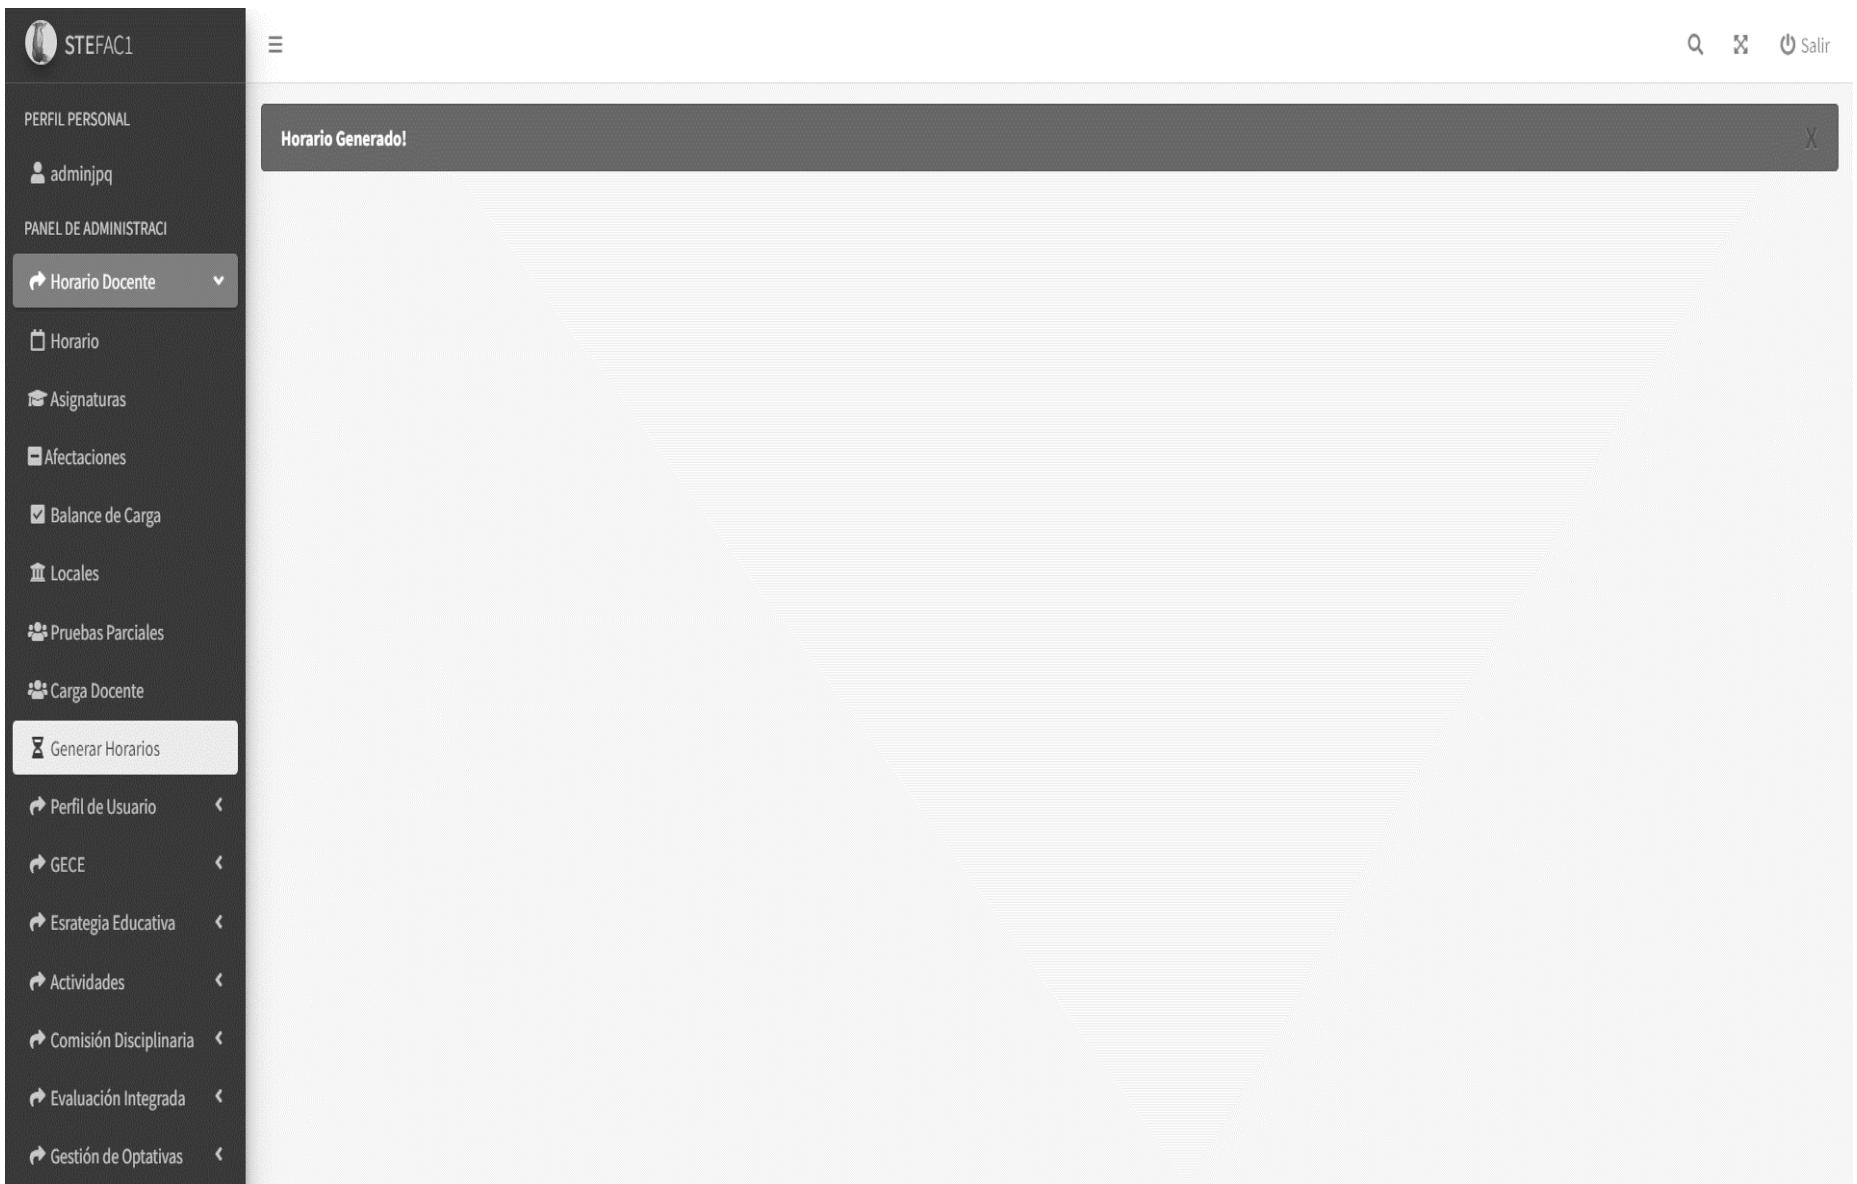 STEFAC1
Salir
PERFIL PERSONAL
adminjpq
PANEL DE ADMINISTRACI
Horario Generado!
X
Horario Docente
Horario
Asignaturas
Afectaciones
Balance de Carga
Locales
Pruebas Parciales
Carga Docente
Generar Horarios
Perfil de Usuario
GECE
Esrategia Educativa
Actividades
Comisión Disciplinaria
Evaluación Integrada
Gestión de Optativas